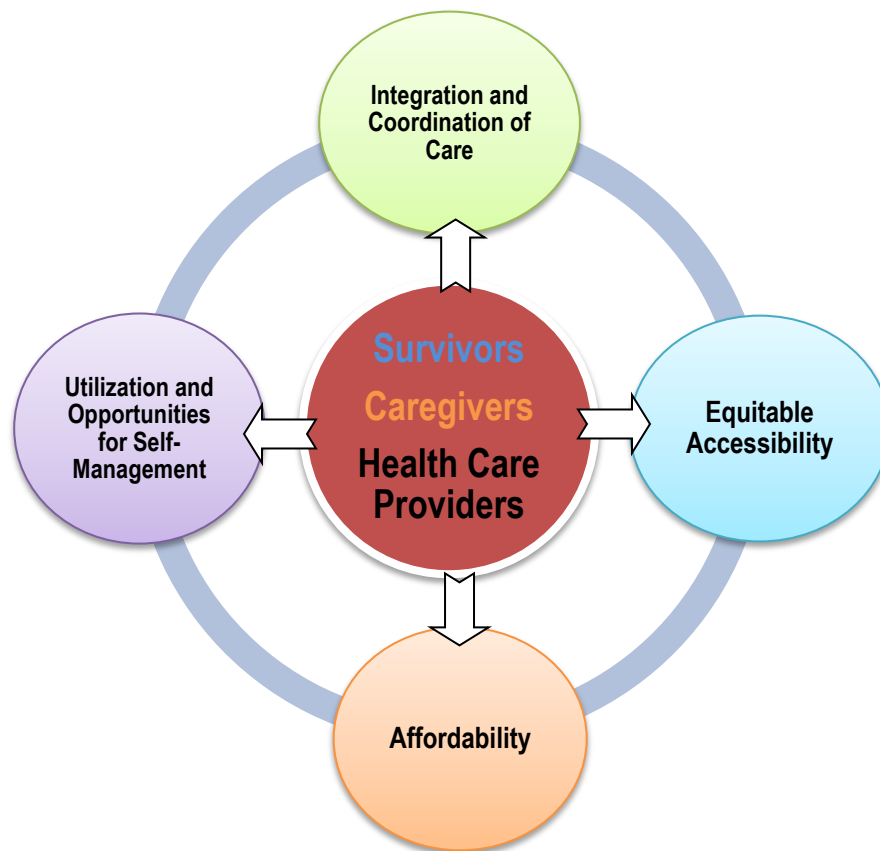 Integration and
Coordination of
Care
Survivors
Caregivers
Health Care
Providers
Utilization and
Opportunities
for Self-
Management
Equitable
Accessibility
Affordability